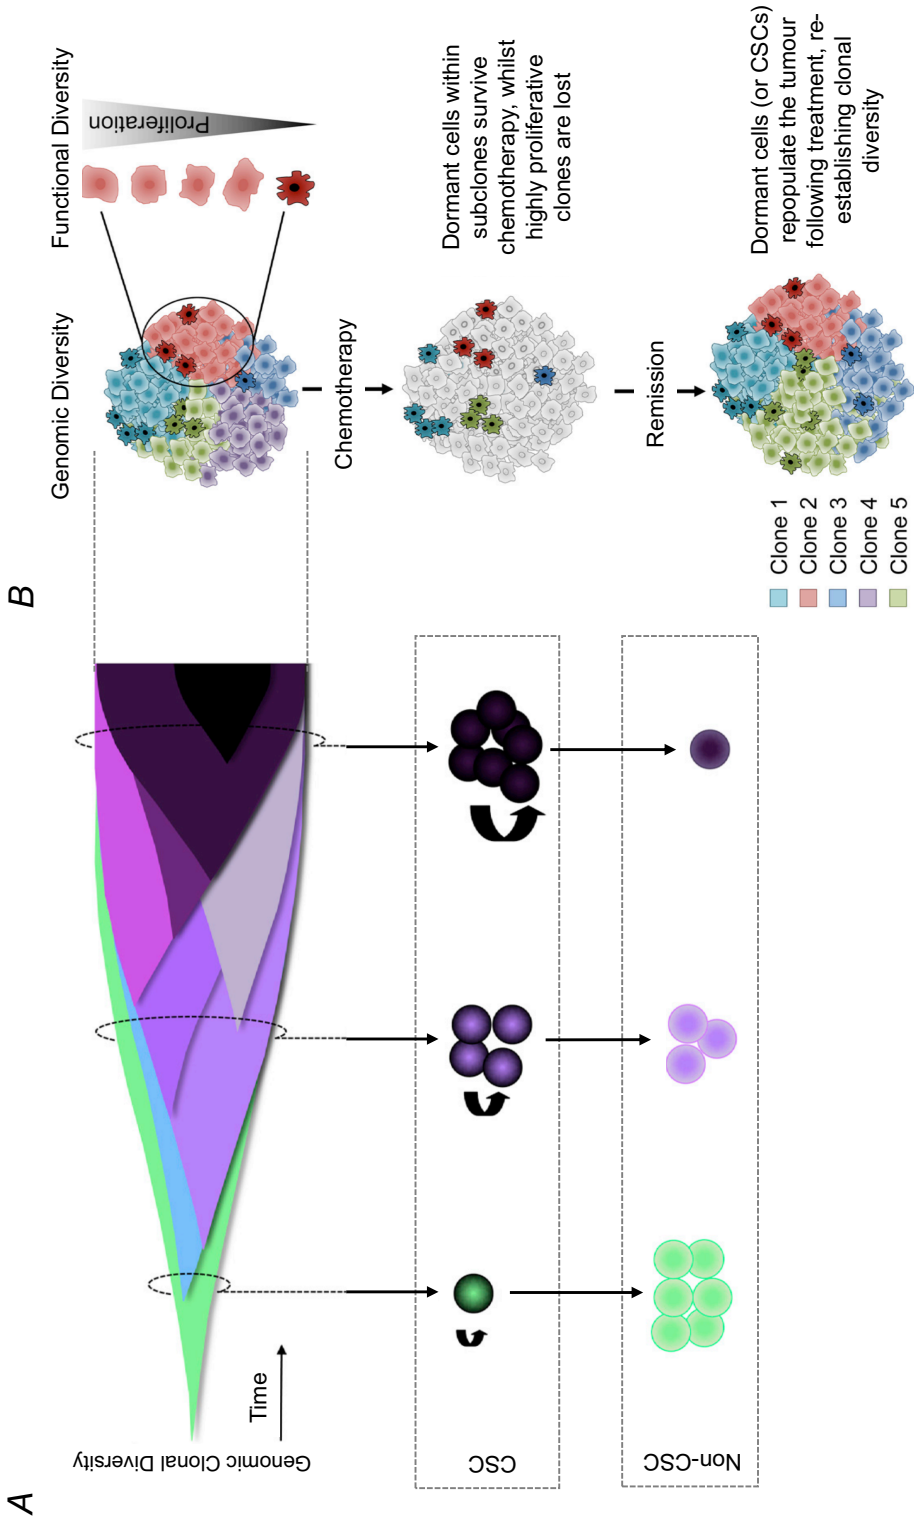 A
Genomic Clonal Diversity
Time
CSC
Non-CSC
B
Genomic Diversity
Functional Diversity
Proliferation
Chemotherapy
Dormant cells within
subclones survive
chemotherapy, whilst
highly proliferative
clones are lost
Remission
Dormant cells (or CSCs)
repopulate the tumour
following treatment, re-
establishing clonal
diversity
Clone 1
Clone 2
Clone 3
Clone 4
Clone 5